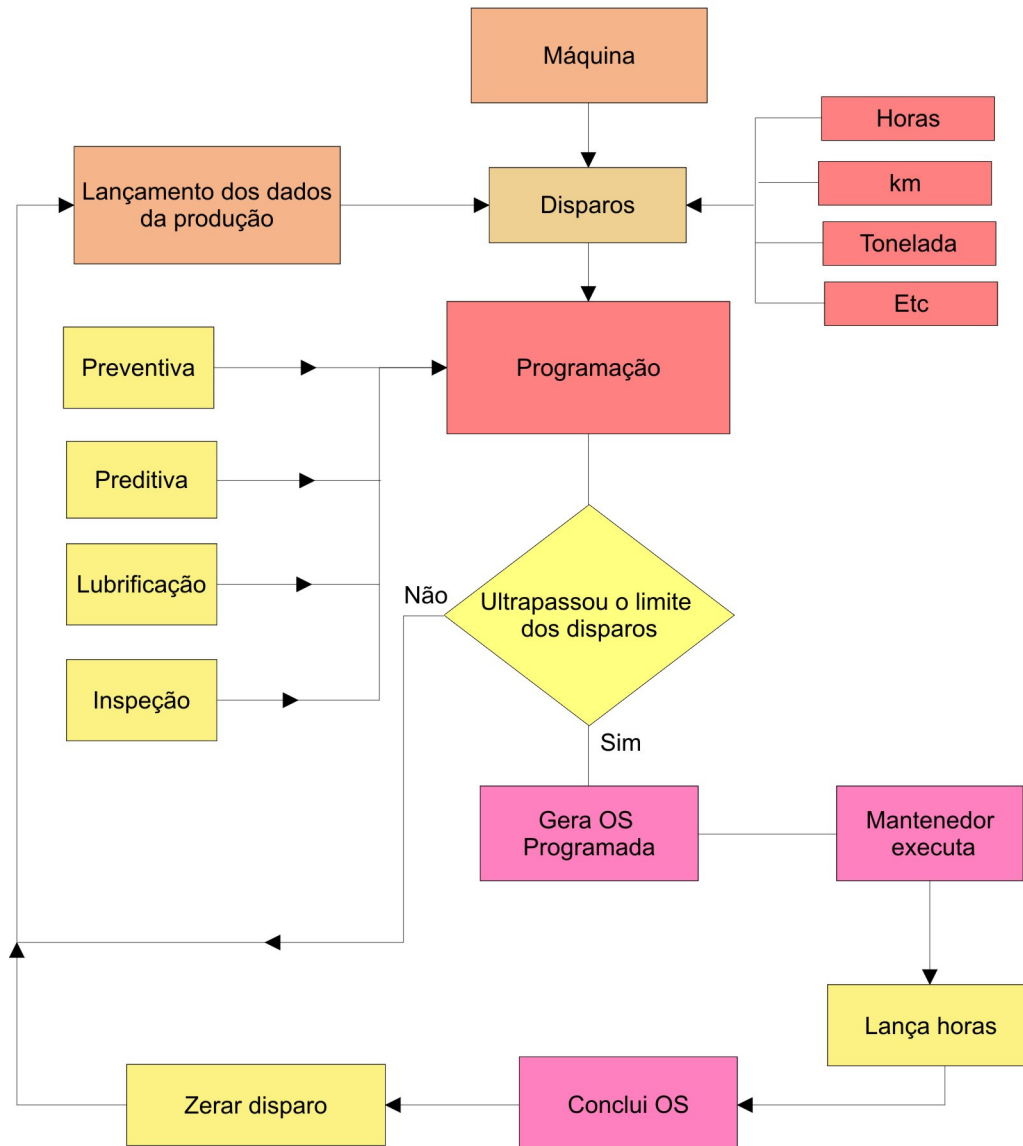 Máquina
Horas
Lançamento dos dados
da produção
Disparos
km
Tonelada
Etc
Preventiva
Programação
Preditiva
Lubrificação
Não
Ultrapassou o limite
dos disparos
Inspeção
Sim
Gera OS
Programada
Mantenedor
executa
Lança horas
Zerar disparo
Conclui OS